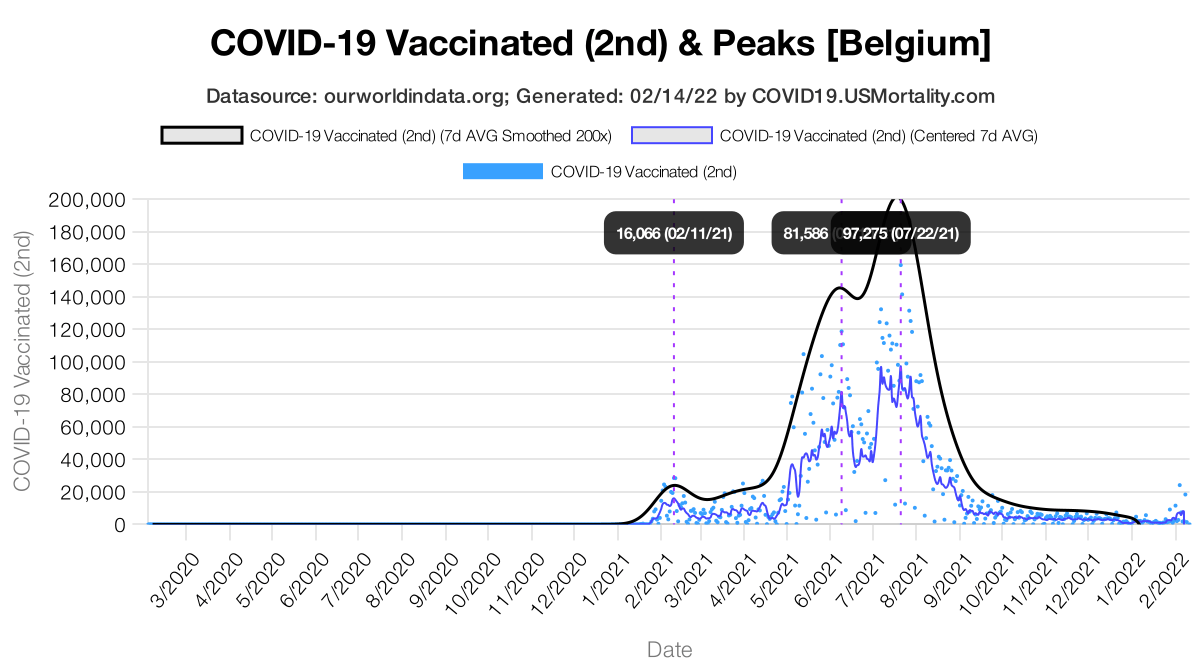 COVID-19 Vaccinated (2nd) & Peaks [Belgium]
Datasource: ourworldindata.org; Generated: 02/14/22 by COVID19.USMortality.com
COVID-19 Vaccinated (2nd) (7d AVG Smoothed 200x) COVID-19 Vaccinated (2nd) (Centered 7d AVG)
COVID-19 Vaccinated (2nd)
COVID-19 Vaccinated (2nd)
200,000
180,000
160,000
140,000
120,000
100,000
80,000
60,000
40,000
20,000
0
16,066 (02/11/21) 81,586 97,275 (07/22/21)
3/2020 4/2020 5/2020 6/2020 7/2020 8/2020 9/2020 10/2020 11/2020 12/2020 1/2021 2/2021 3/2021 4/2021 5/2021 6/2021 7/2021 8/2021 9/2021 10/2021 11/2021 12/2021 1/2022 2/2022
Date